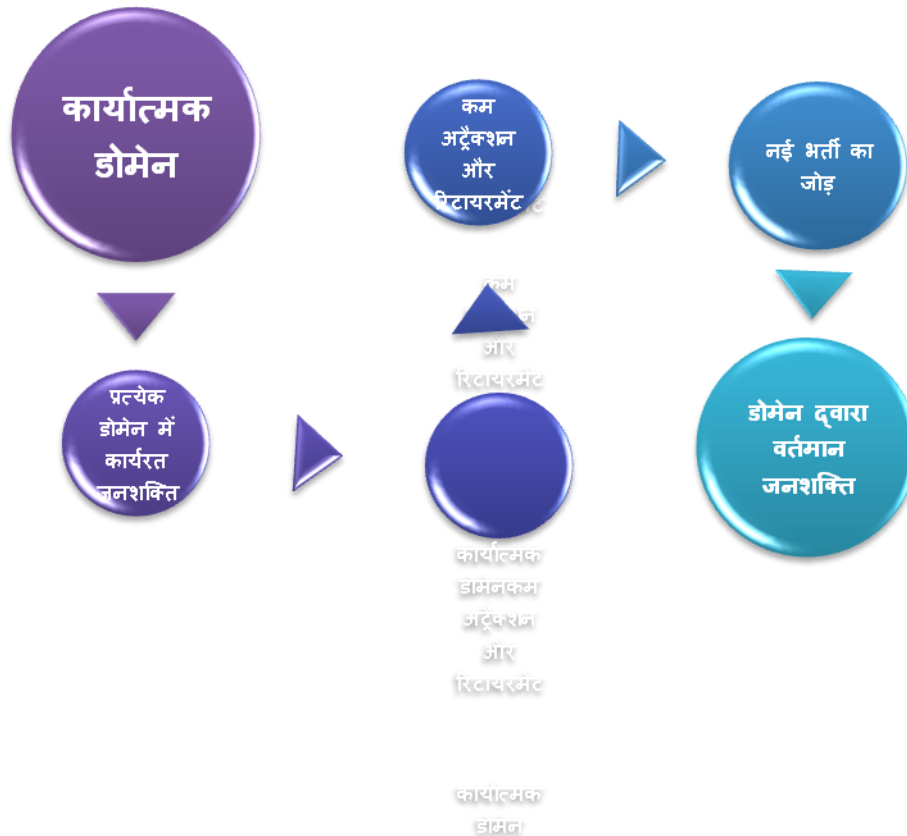 कार्यात्मक
डोमेन
प्रत्येक
डोमेन में
कार्यरत
जनशक्ति
कम
अट्रैक्शन
और
रिटायरमेंट
नई भर्ती का
जोड़
डोमेन द्वारा
वर्तमान
जनशक्ति
कम
और
रिटायरमेंट
कार्यात्मक
डोमेनकम
अट्रैक्शन
और
रिटायरमेंट
कार्यात्मक
डोमेन